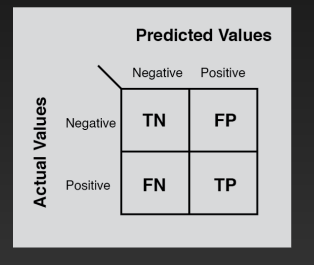 Predicted Values
Negative Positive
Actual Values
Negative TN FP
Positive FN TP